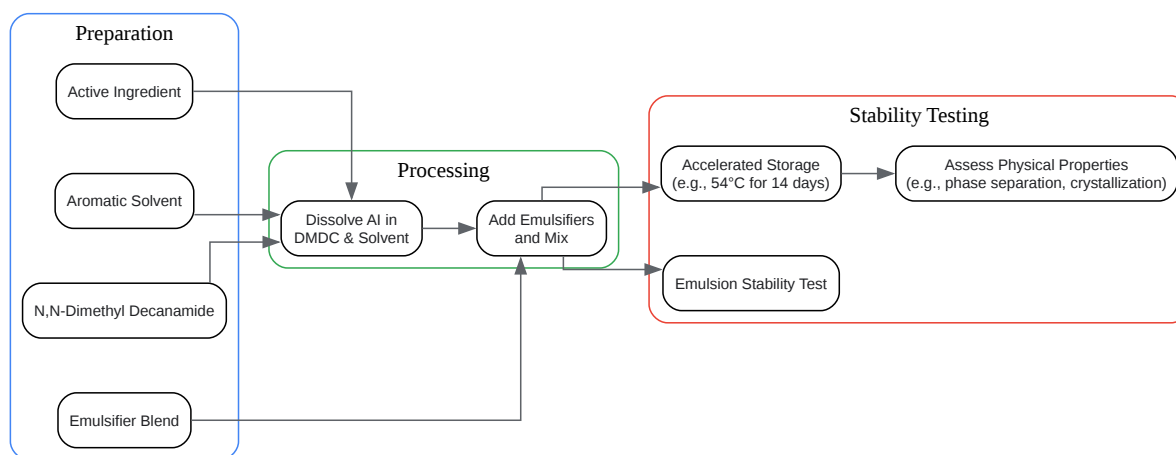 Preparation
Active Ingredient
Aromatic Solvent
N,N-Dimethyl Decanamide
Emulsifier Blend
Processing
Dissolve AI in
DMDC & Solvent
Add Emulsifiers
and Mix
Stability Testing
Accelerated Storage
(e.g., 54°C for 14 days)
Assess Physical Properties
(e.g., phase separation, crystallization)
Emulsion Stability Test